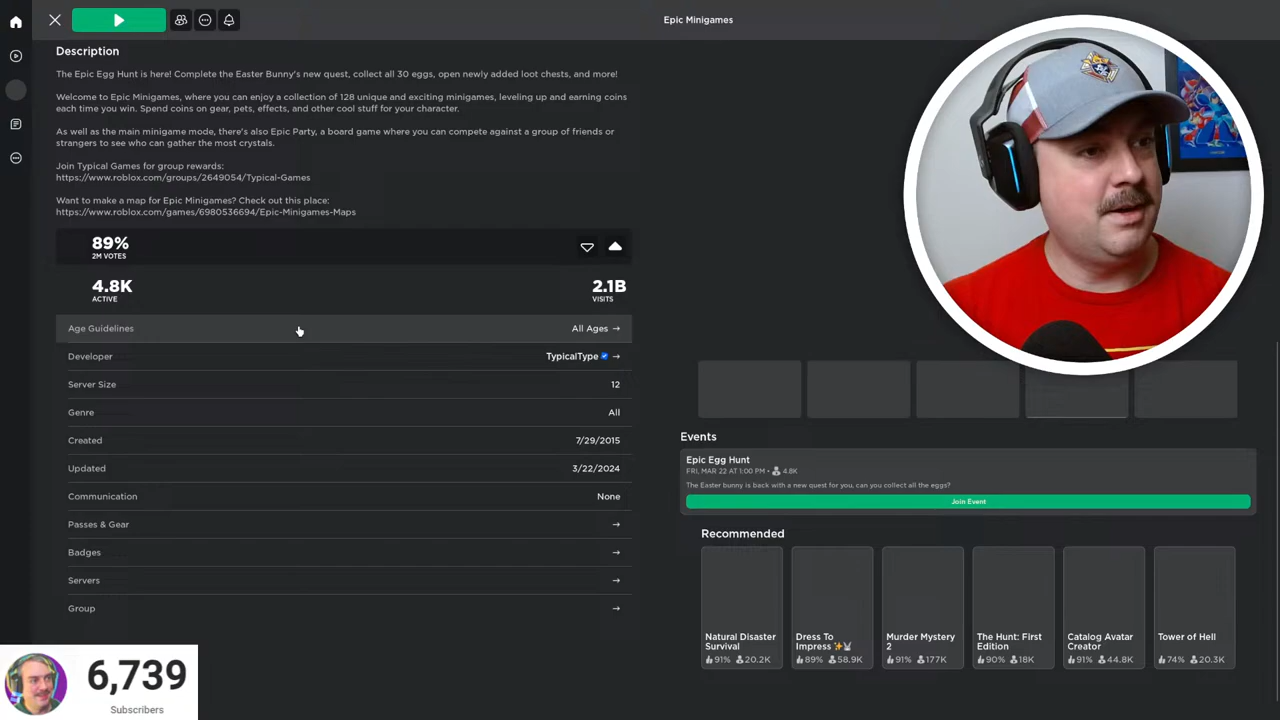 Epic Minigames
Description
The Epic Egg Hunt is here! Complete the Easter Bunny's new quest, collect all 30 eggs, open newly added loot chests, and more!
Welcome to Epic Minigames, where you can enjoy a collection of 128 unique and exciting minigames, leveling up and earning coins
each time you win. Spend coins on gear, pets, effects, and other cool stuff for your character.
As well as the main minigame mode, there's also Epic Party, a board game where you can compete against a group of friends or
strangers to see who can gather the most crystals.
Join Typical Games for group rewards:
https://www.roblox.com/groups/2649054/Typical-Games
Want to make a map for Epic Minigames? Check out this place:
https://www.roblox.com/games/6980536694/Epic-Minigames-Maps
89%
2M VOTES
4.8K
ACTIVE
2.1B
VISITS
Age Guidelines
All Ages →
Developer
TypicalType →
Server Size
12
Genre
All
Created
7/29/2015
Updated
3/22/2024
Communication
None
Passes & Gear →
Badges →
Servers →
Group →
Events
Epic Egg Hunt
FRI, MAR 22 AT 1:00 PM • 4.8K
The Easter bunny is back with a new quest for you, can you collect all the eggs?
Join Event
Recommended
Natural Disaster
Survival
91% 20.2K
Dress To
Impress ✨🐰
89% 58.9K
Murder Mystery
2
91% 177K
The Hunt: First
Edition
90% 18K
Catalog Avatar
Creator
91% 44.8K
Tower of Hell
74% 20.3K
6,739
Subscribers